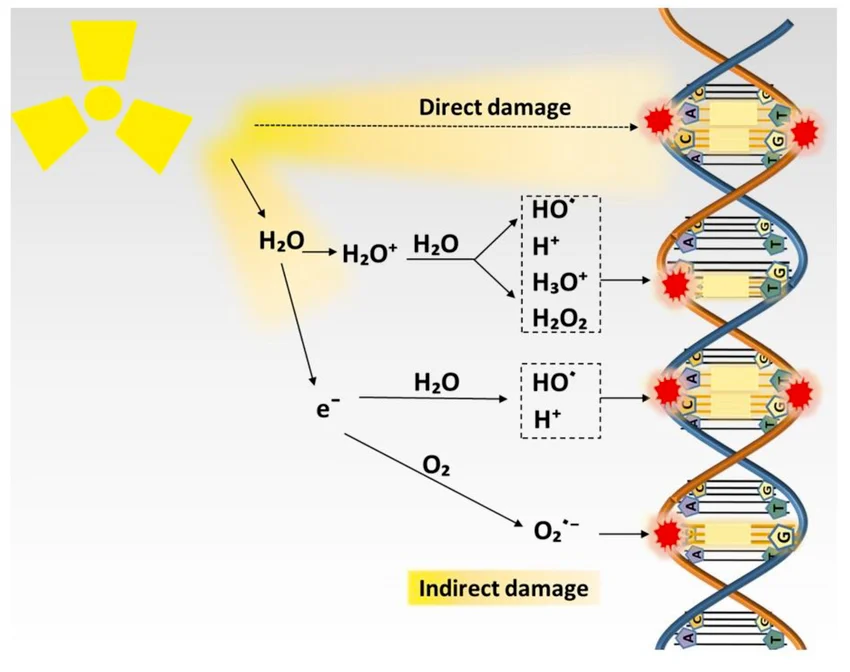 Direct damage
H₂O
H₂O⁺
H₂O
HO˙
H⁺
H₃O⁺
H₂O₂
e⁻
H₂O
HO˙
H⁺
O₂
O₂˙⁻
Indirect damage
C G
A T
C G
A T
G
A T
G
T
C G
A T
C G
A T
C G
A T
G
A T
C G
A T